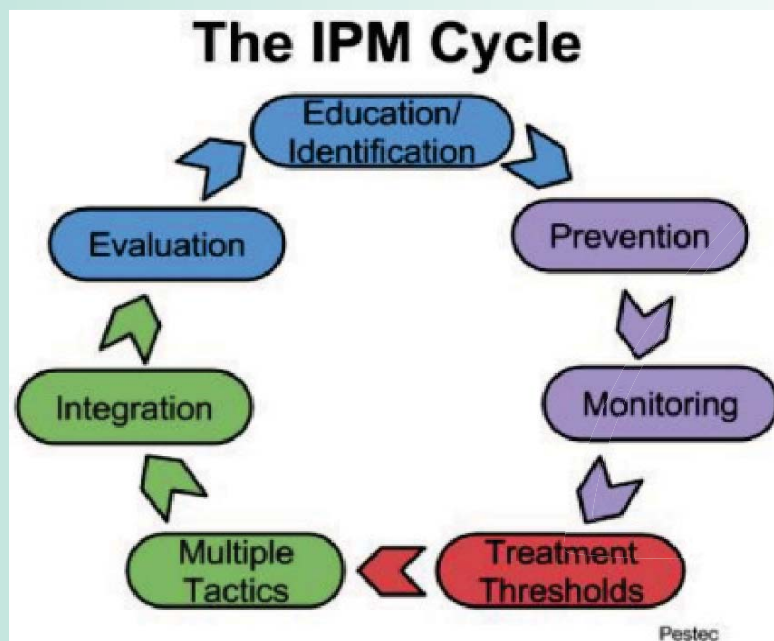 The IPM Cycle
Education/
Identification
Prevention
Monitoring
Treatment
Thresholds
Multiple
Tactics
Integration
Evaluation
Pestec